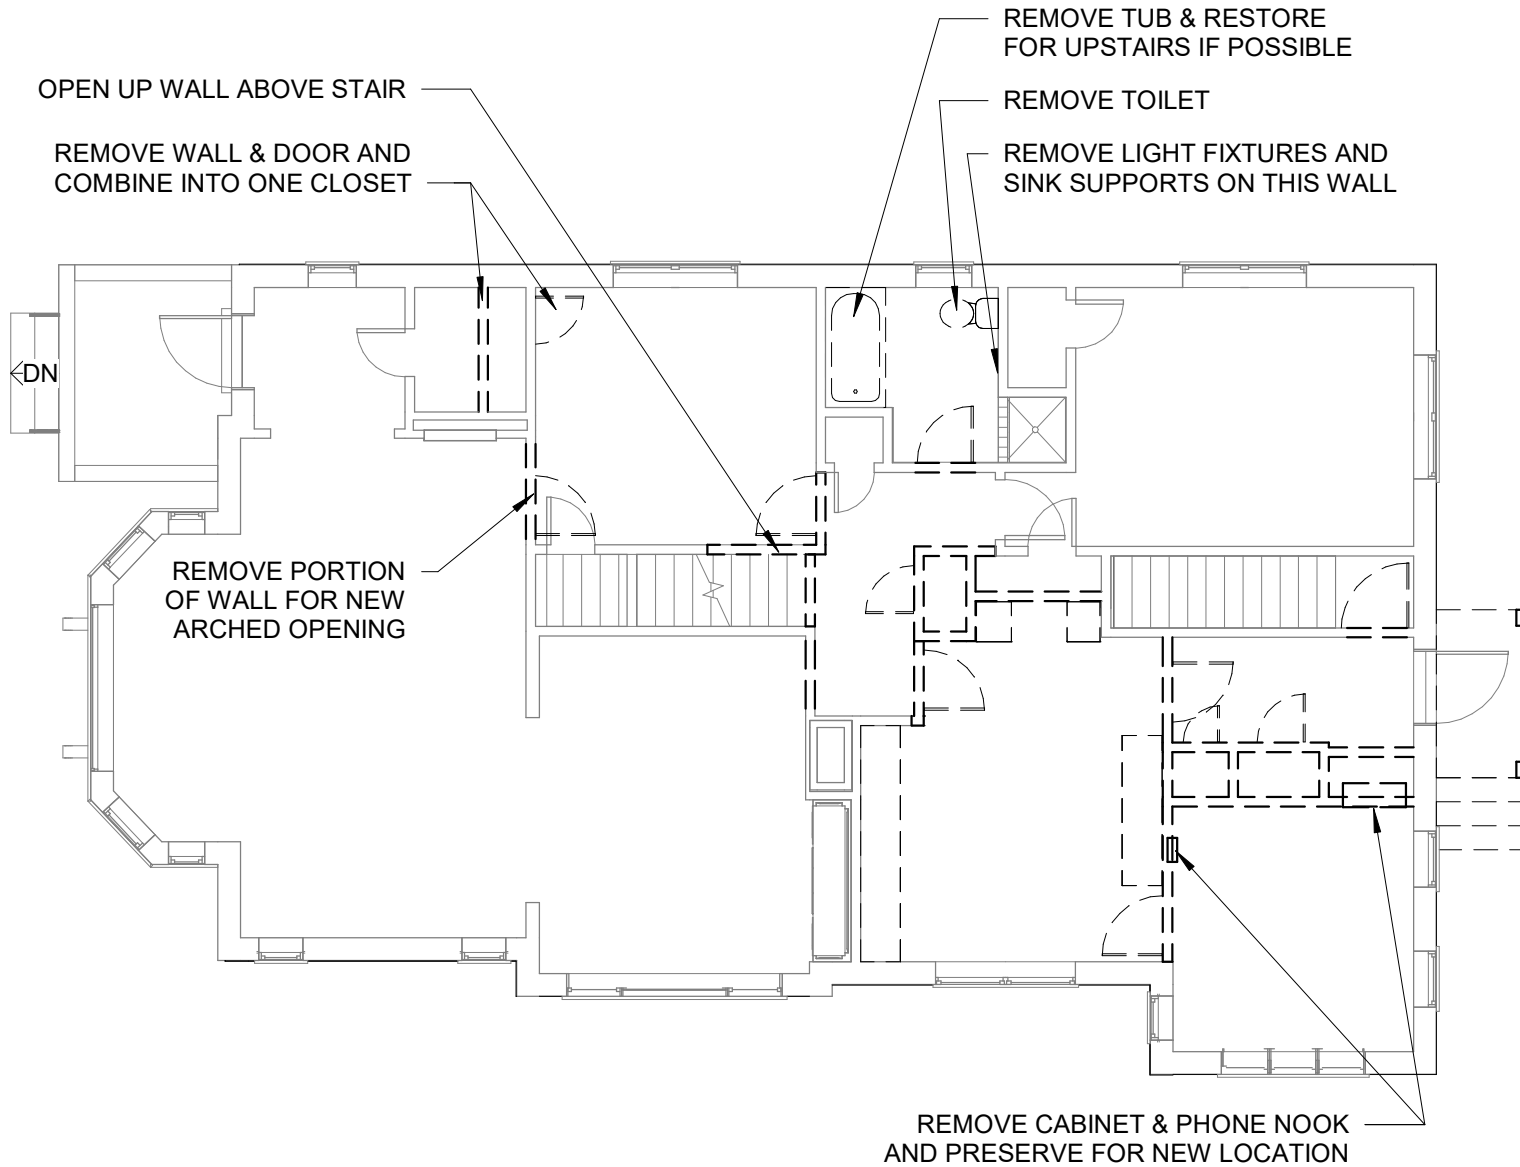 REMOVE TUB & RESTORE
FOR UPSTAIRS IF POSSIBLE
OPEN UP WALL ABOVE STAIR
REMOVE TOILET
REMOVE WALL & DOOR AND
COMBINE INTO ONE CLOSET
REMOVE LIGHT FIXTURES AND
SINK SUPPORTS ON THIS WALL
DN
REMOVE PORTION
OF WALL FOR NEW
ARCHED OPENING
REMOVE CABINET & PHONE NOOK
AND PRESERVE FOR NEW LOCATION